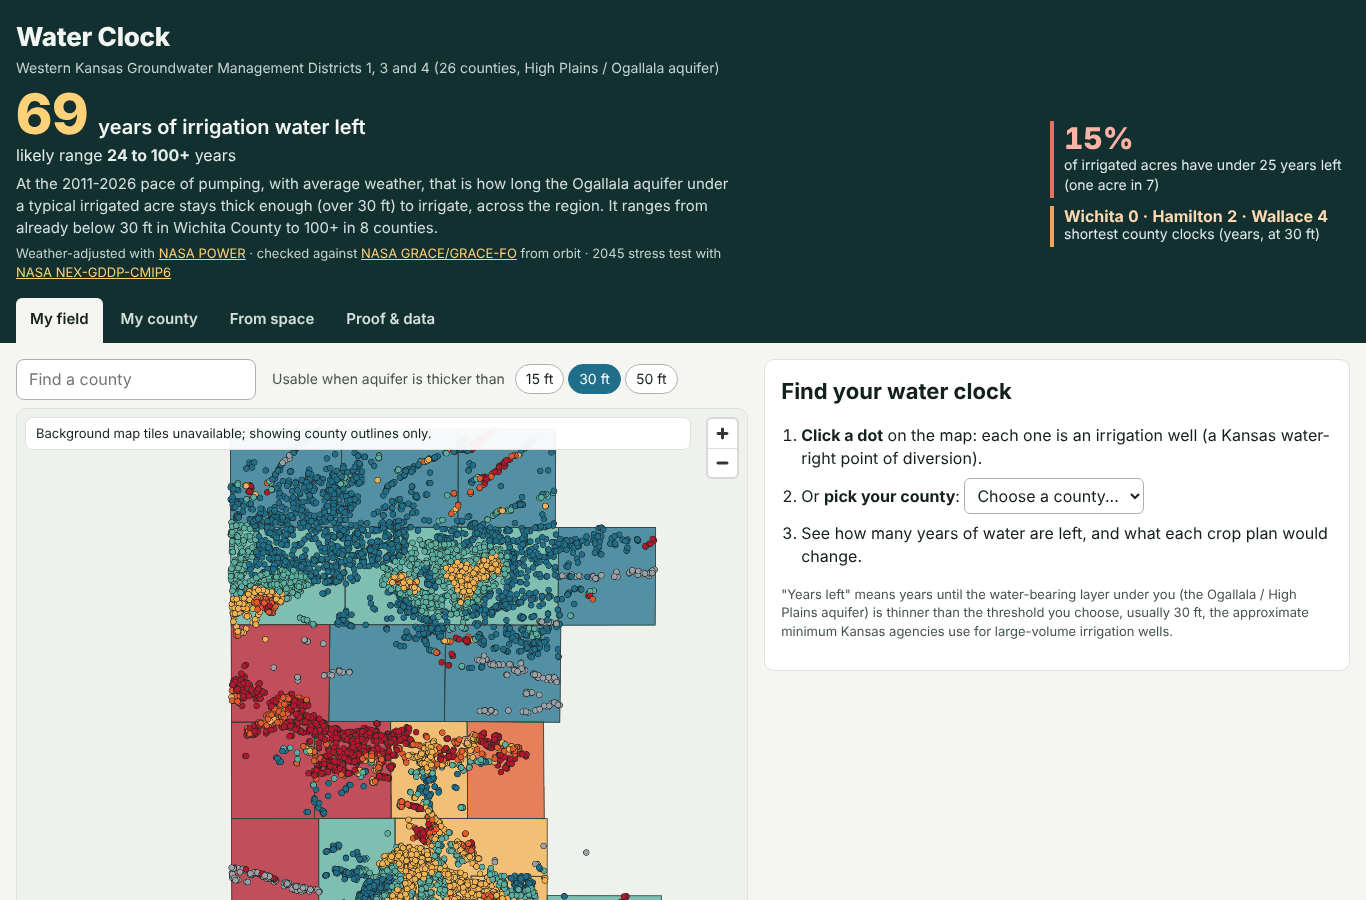 Water Clock
Western Kansas Groundwater Management Districts 1, 3 and 4 (26 counties, High Plains / Ogallala aquifer)
69 years of irrigation water left
likely range 24 to 100+ years
At the 2011-2026 pace of pumping, with average weather, that is how long the Ogallala aquifer under
a typical irrigated acre stays thick enough (over 30 ft) to irrigate, across the region. It ranges from
already below 30 ft in Wichita County to 100+ in 8 counties.
Weather-adjusted with NASA POWER · checked against NASA GRACE/GRACE-FO from orbit · 2045 stress test with
NASA NEX-GDDP-CMIP6
15%
of irrigated acres have under 25 years left
(one acre in 7)
Wichita 0 · Hamilton 2 · Wallace 4
shortest county clocks (years, at 30 ft)
My field My county From space Proof & data
Find a county
Usable when aquifer is thicker than 15 ft 30 ft 50 ft
Background map tiles unavailable; showing county outlines only.
+
−
Find your water clock
1. Click a dot on the map: each one is an irrigation well (a Kansas water-
right point of diversion).
2. Or pick your county: Choose a county...
3. See how many years of water are left, and what each crop plan would
change.
"Years left" means years until the water-bearing layer under you (the Ogallala / High
Plains aquifer) is thinner than the threshold you choose, usually 30 ft, the approximate
minimum Kansas agencies use for large-volume irrigation wells.